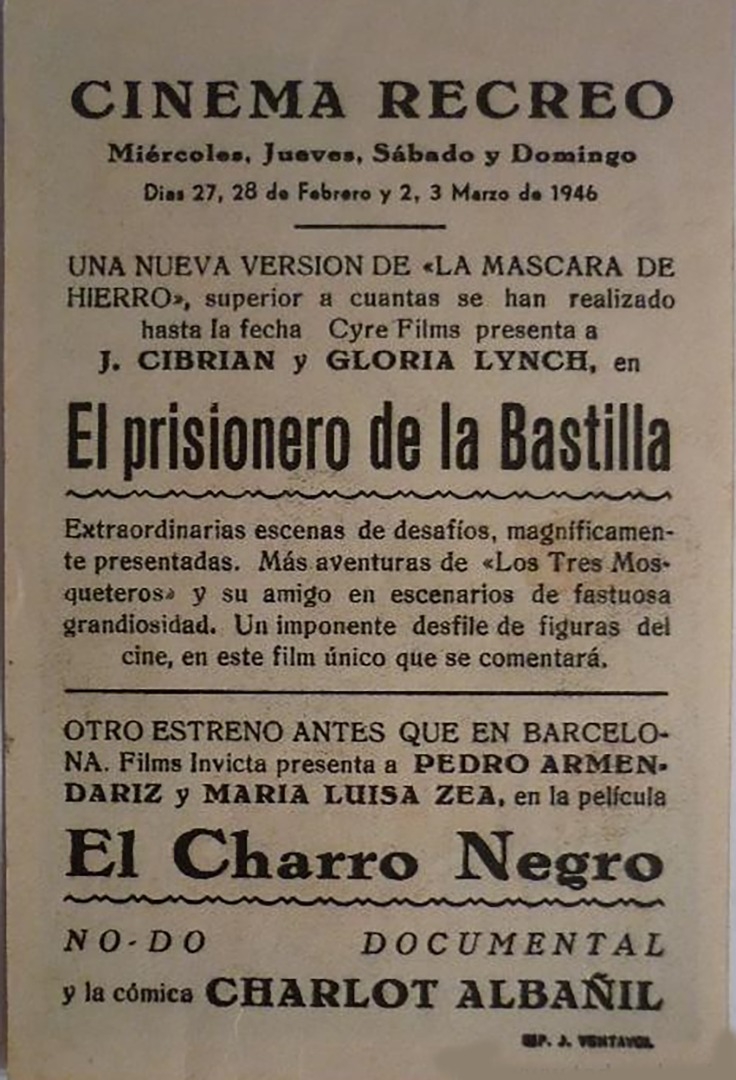 CINEMA RECREO
Miércoles, Jueves, Sábado y Domingo
Dias 27, 28 de Febrero y 2, 3 Marzo de 1946
UNA NUEVA VERSION DE «LA MASCARA DE
HIERRO», superior a cuantas se han realizado
hasta la fecha Cyre Films presenta a
J. CIBRIAN y GLORIA LYNCH, en
El prisionero de la Bastilla
Extraordinarias escenas de desafíos, magníficamen-
te presentadas. Más aventuras de «Los Tres Mos-
queteros» y su amigo en escenarios de fastuosa
grandiosidad. Un imponente desfile de figuras del
cine, en este film único que se comentará.
OTRO ESTRENO ANTES QUE EN BARCELO-
NA. Films Invicta presenta a PEDRO ARMEN-
DARIZ y MARIA LUISA ZEA, en la película
El Charro Negro
NO-DO DOCUMENTAL
y la cómica CHARLOT ALBAÑIL
J. VENTAYOL